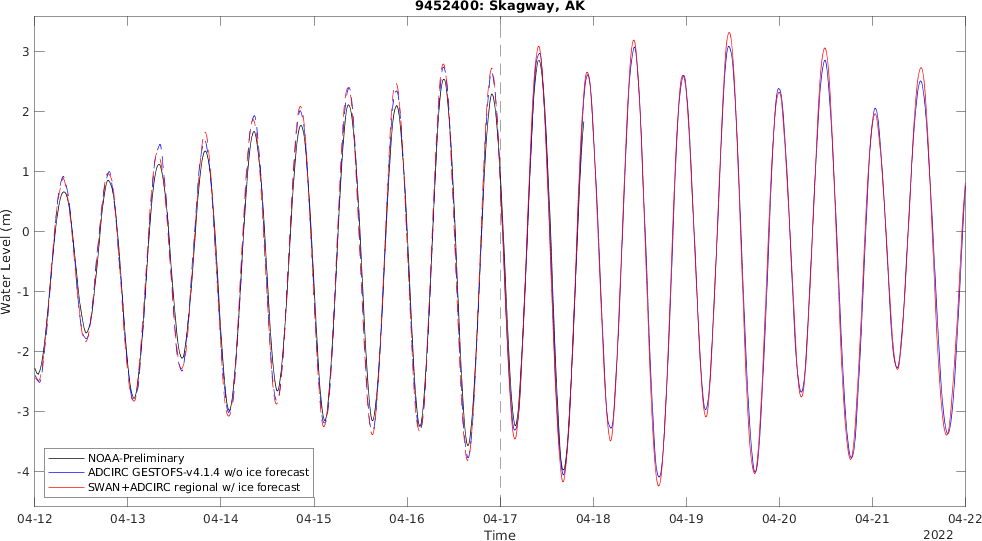 9452400: Skagway, AK
Water Level (m)
3
2
1
0
-1
-2
-3
-4
NOAA-Preliminary
ADCIRC GESTOFS-v4.1.4 w/o ice forecast
SWAN+ADCIRC regional w/ ice forecast
04-12 04-13 04-14 04-15 04-16 04-17 04-18 04-19 04-20 04-21 04-22
Time
2022